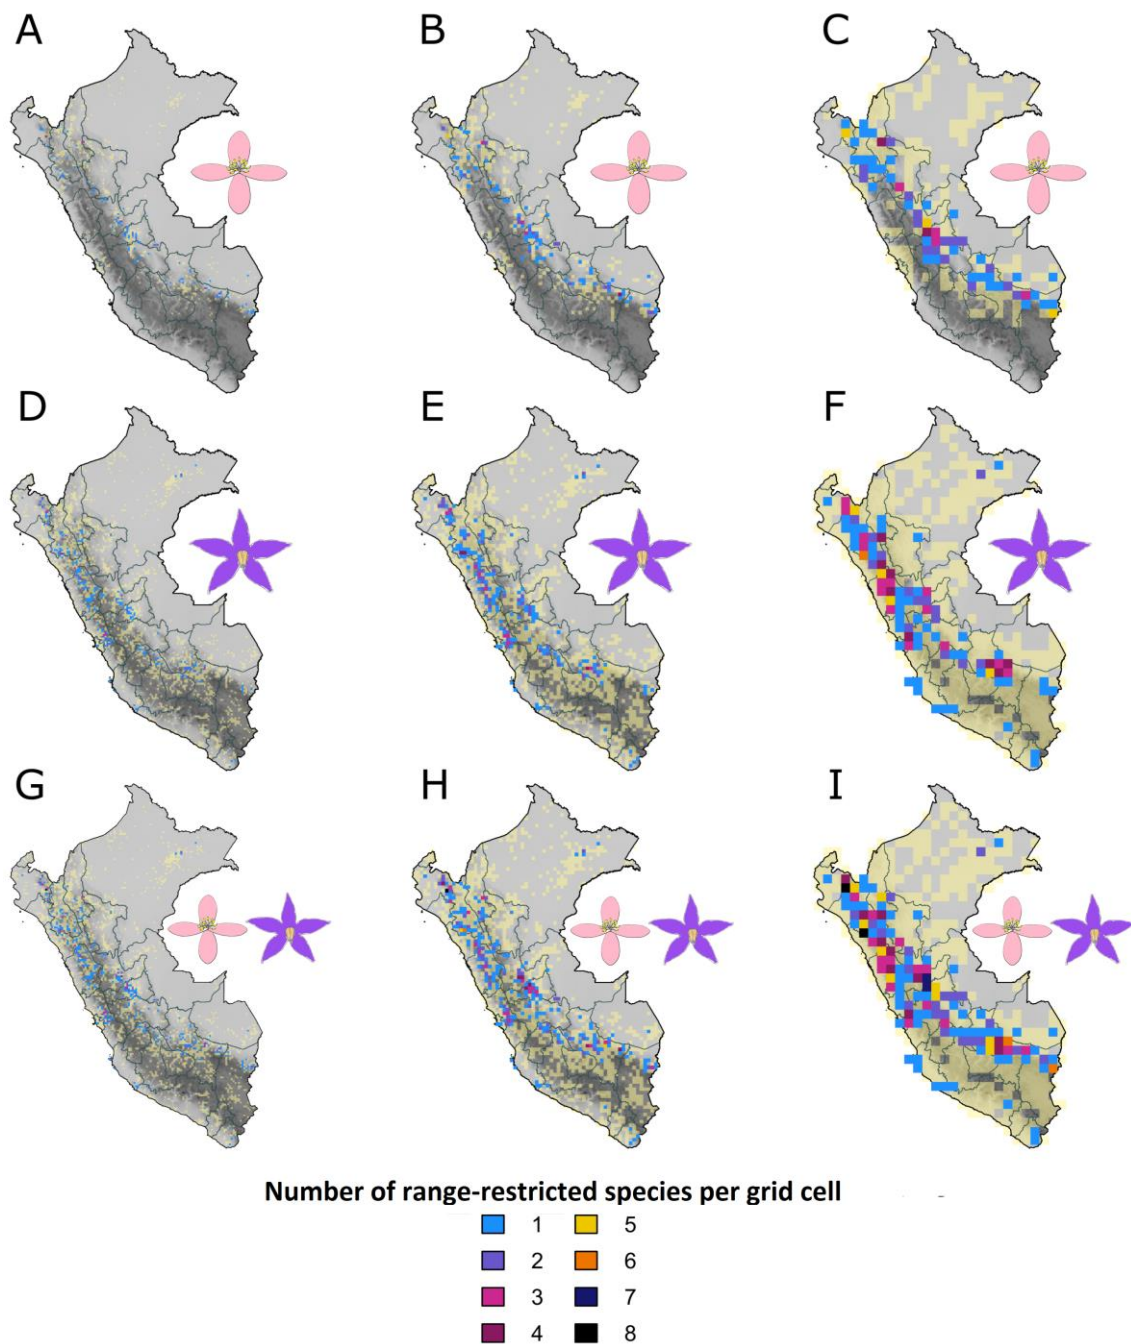 A B C
D E F
G H I
Number of range-restricted species per grid cell
1 5
2 6
3 7
4 8